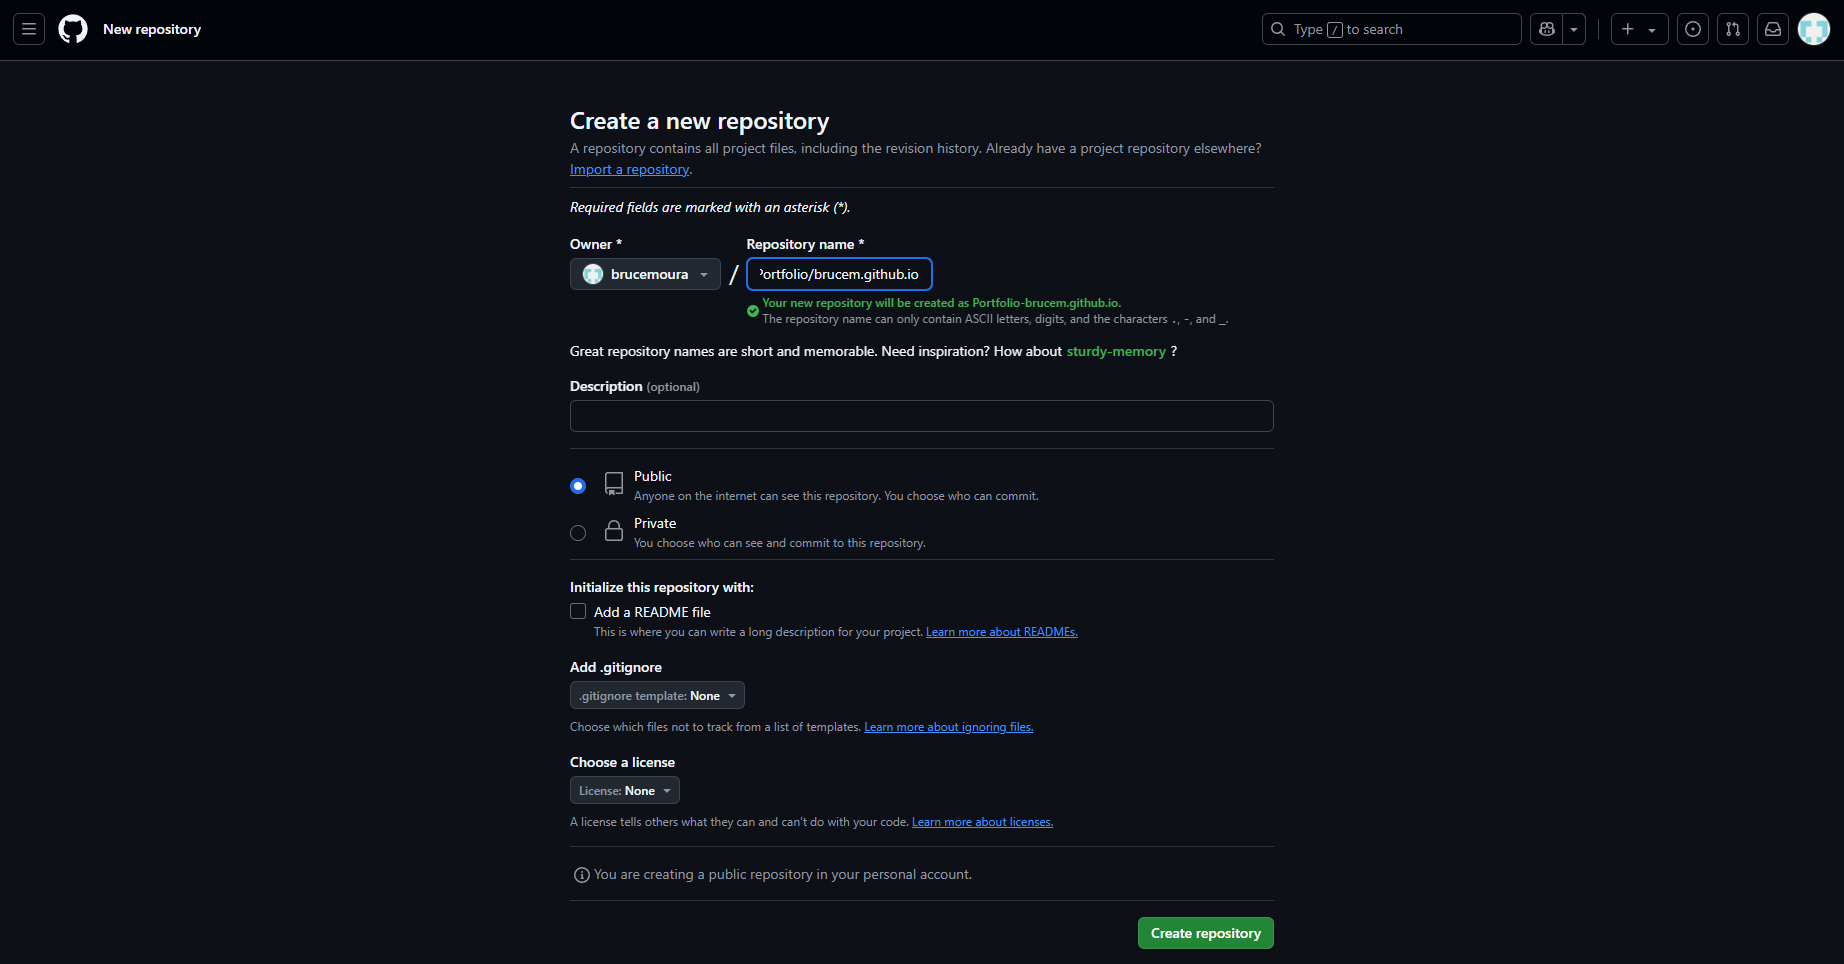 New repository
Type / to search
Create a new repository
A repository contains all project files, including the revision history. Already have a project repository elsewhere?
Import a repository.
Required fields are marked with an asterisk (*).
Owner * Repository name *
brucemoura / Portfolio/brucem.github.io
Your new repository will be created as Portfolio-brucem.github.io.
The repository name can only contain ASCII letters, digits, and the characters ., -, and _.
Great repository names are short and memorable. Need inspiration? How about sturdy-memory ?
Description (optional)
Public
Anyone on the internet can see this repository. You choose who can commit.
Private
You choose who can see and commit to this repository.
Initialize this repository with:
Add a README file
This is where you can write a long description for your project. Learn more about READMEs.
Add .gitignore
.gitignore template: None
Choose which files not to track from a list of templates. Learn more about ignoring files.
Choose a license
License: None
A license tells others what they can and can't do with your code. Learn more about licenses.
You are creating a public repository in your personal account.
Create repository